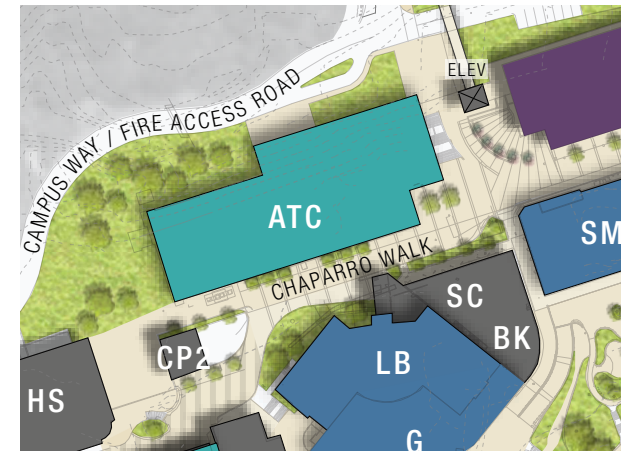 ELEV
CAMPUS WAY / FIRE ACCESS ROAD
ATC
SM
CHAPARRO WALK
SC
BK
CP2
LB
HS
G